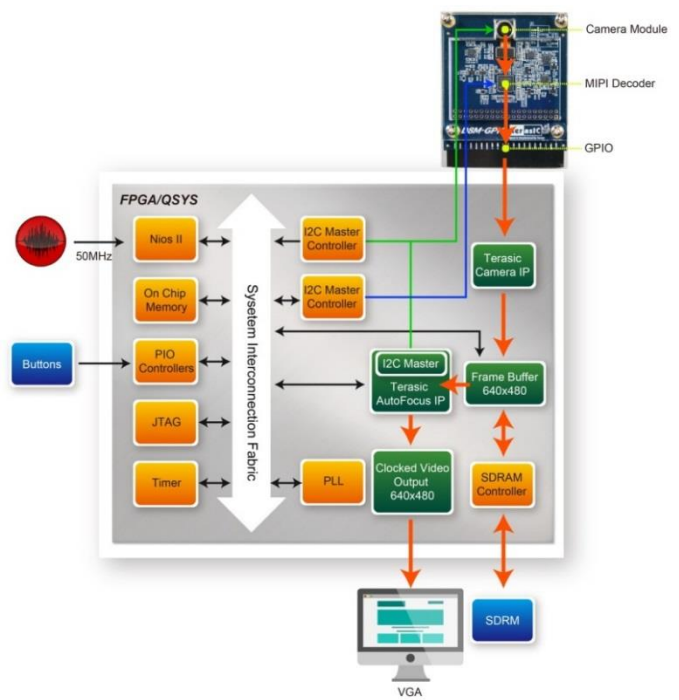 Camera Module
MIPI Decoder
GPIO
FPGA/QSYS
50MHz
Nios II
I2C Master
Controller
Terasic
Camera IP
On Chip
Memory
I2C Master
Controller
Sysetem Interconnection Fabric
Buttons
PIO
Controllers
I2C Master
Terasic
AutoFocus IP
Frame Buffer
640x480
JTAG
Timer
PLL
Clocked Video
Output
640x480
SDRAM
Controller
SDRM
VGA